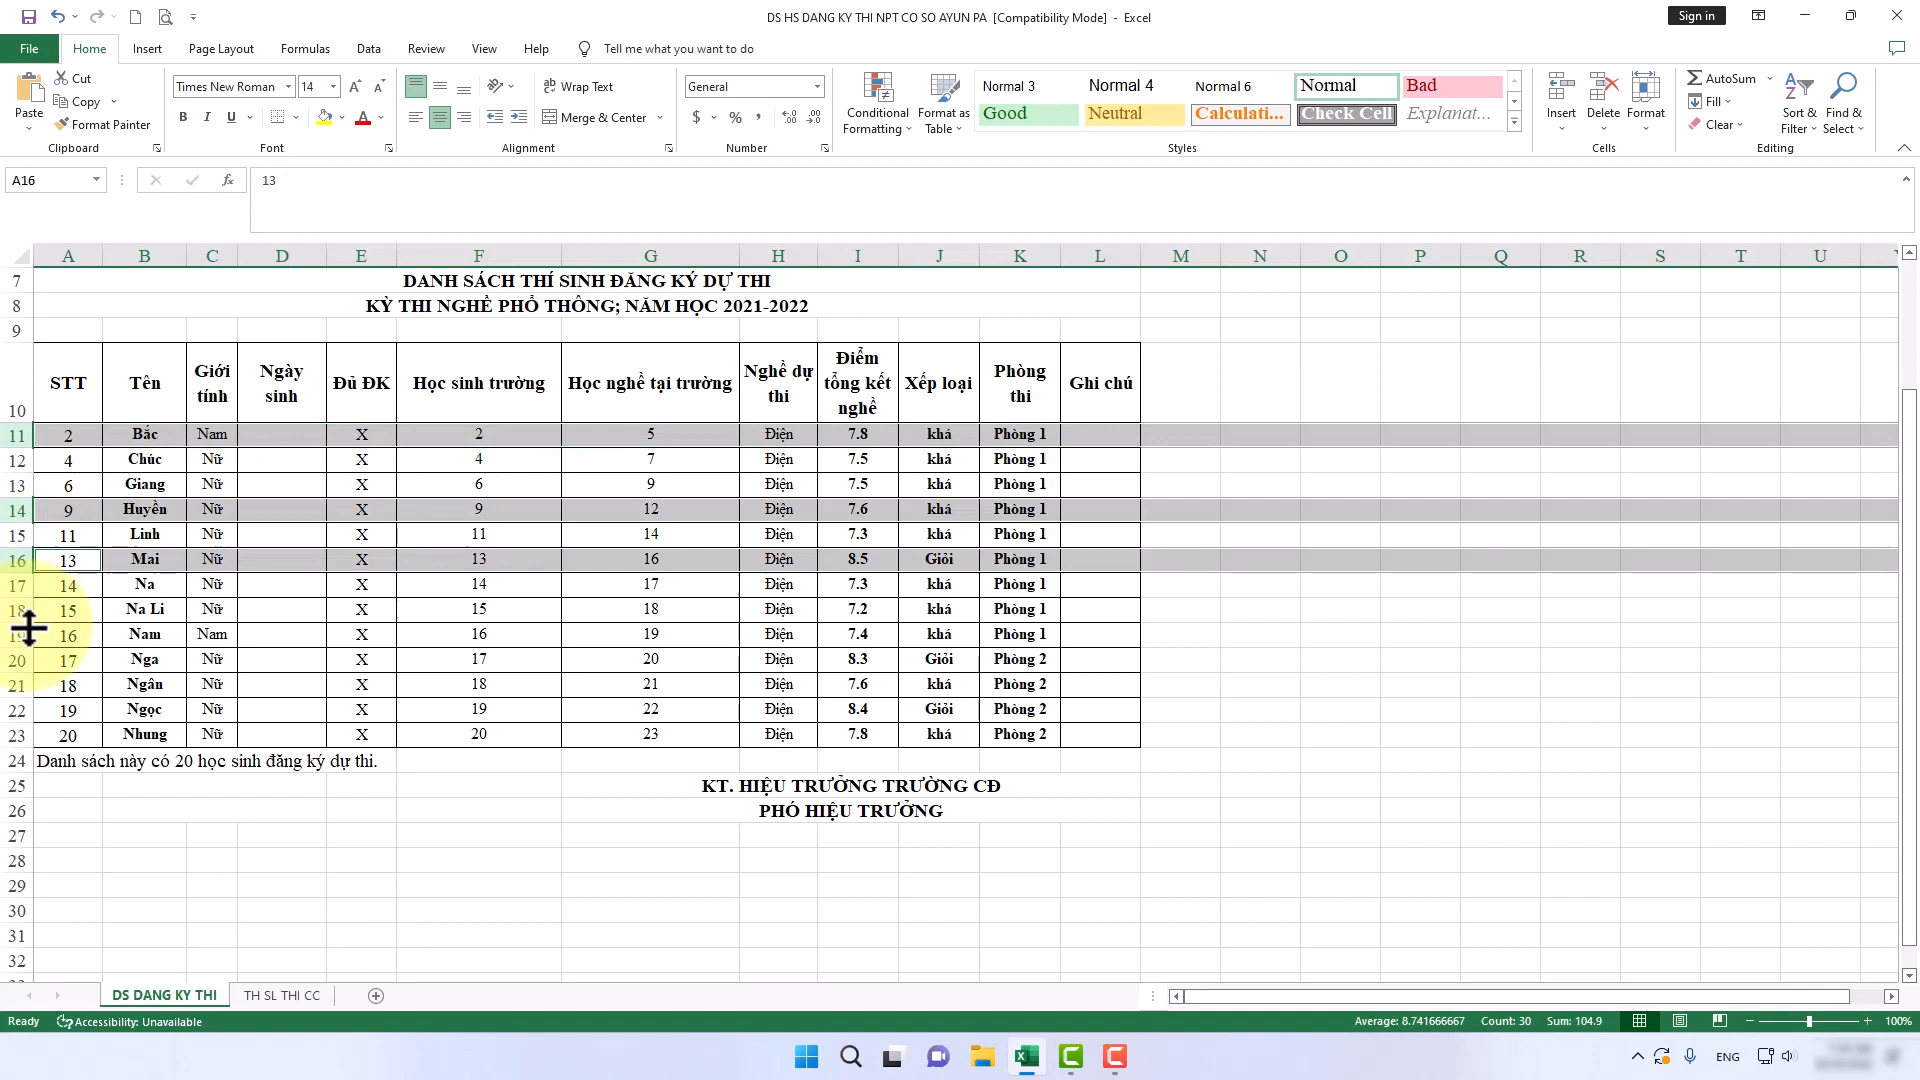 DS HS DANG KY THI NPT CO SO AYUN PA [Compatibility Mode] - Excel
Sign in
File Home Insert Page Layout Formulas Data Review View Help Tell me what you want to do
Paste Cut Copy Format Painter
Clipboard
Times New Roman 14
B I U A
Font
Wrap Text
Merge & Center
Alignment
General
$ % ,
Number
Conditional Formatting
Format as Table
Normal 3 Normal 4 Normal 6 Normal Bad
Good Neutral Calculati... Check Cell Explanat...
Styles
Insert Delete Format
Cells
AutoSum
Fill
Clear
Sort & Filter
Find & Select
Editing
A16 fx 13
A B C D E F G H I J K L M N O P Q R S T U
7 DANH SÁCH THÍ SINH ĐĂNG KÝ DỰ THI
8 KỲ THI NGHỀ PHỔ THÔNG; NĂM HỌC 2021-2022
9
10 STT Tên Giới tính Ngày sinh Đủ ĐK Học sinh trường Học nghề tại trường Nghề dự thi Điểm tổng kết nghề Xếp loại Phòng thi Ghi chú
11 2 Bắc Nam X 2 5 Điện 7.8 khá Phòng 1
12 4 Chúc Nữ X 4 7 Điện 7.5 khá Phòng 1
13 6 Giang Nữ X 6 9 Điện 7.5 khá Phòng 1
14 9 Huyền Nữ X 9 12 Điện 7.6 khá Phòng 1
15 11 Linh Nữ X 11 14 Điện 7.3 khá Phòng 1
16 13 Mai Nữ X 13 16 Điện 8.5 Giỏi Phòng 1
17 14 Na Nữ X 14 17 Điện 7.3 khá Phòng 1
18 15 Na Li Nữ X 15 18 Điện 7.2 khá Phòng 1
19 16 Nam Nam X 16 19 Điện 7.4 khá Phòng 1
20 17 Nga Nữ X 17 20 Điện 8.3 Giỏi Phòng 2
21 18 Ngân Nữ X 18 21 Điện 7.6 khá Phòng 2
22 19 Ngọc Nữ X 19 22 Điện 8.4 Giỏi Phòng 2
23 20 Nhung Nữ X 20 23 Điện 7.8 khá Phòng 2
24 Danh sách này có 20 học sinh đăng ký dự thi.
25 KT. HIỆU TRƯỞNG TRƯỜNG CĐ
26 PHÓ HIỆU TRƯỞNG
27
28
29
30
31
32
DS DANG KY THI TH SL THI CC
Ready Accessibility: Unavailable Average: 8.741666667 Count: 30 Sum: 104.9 100%
ENG